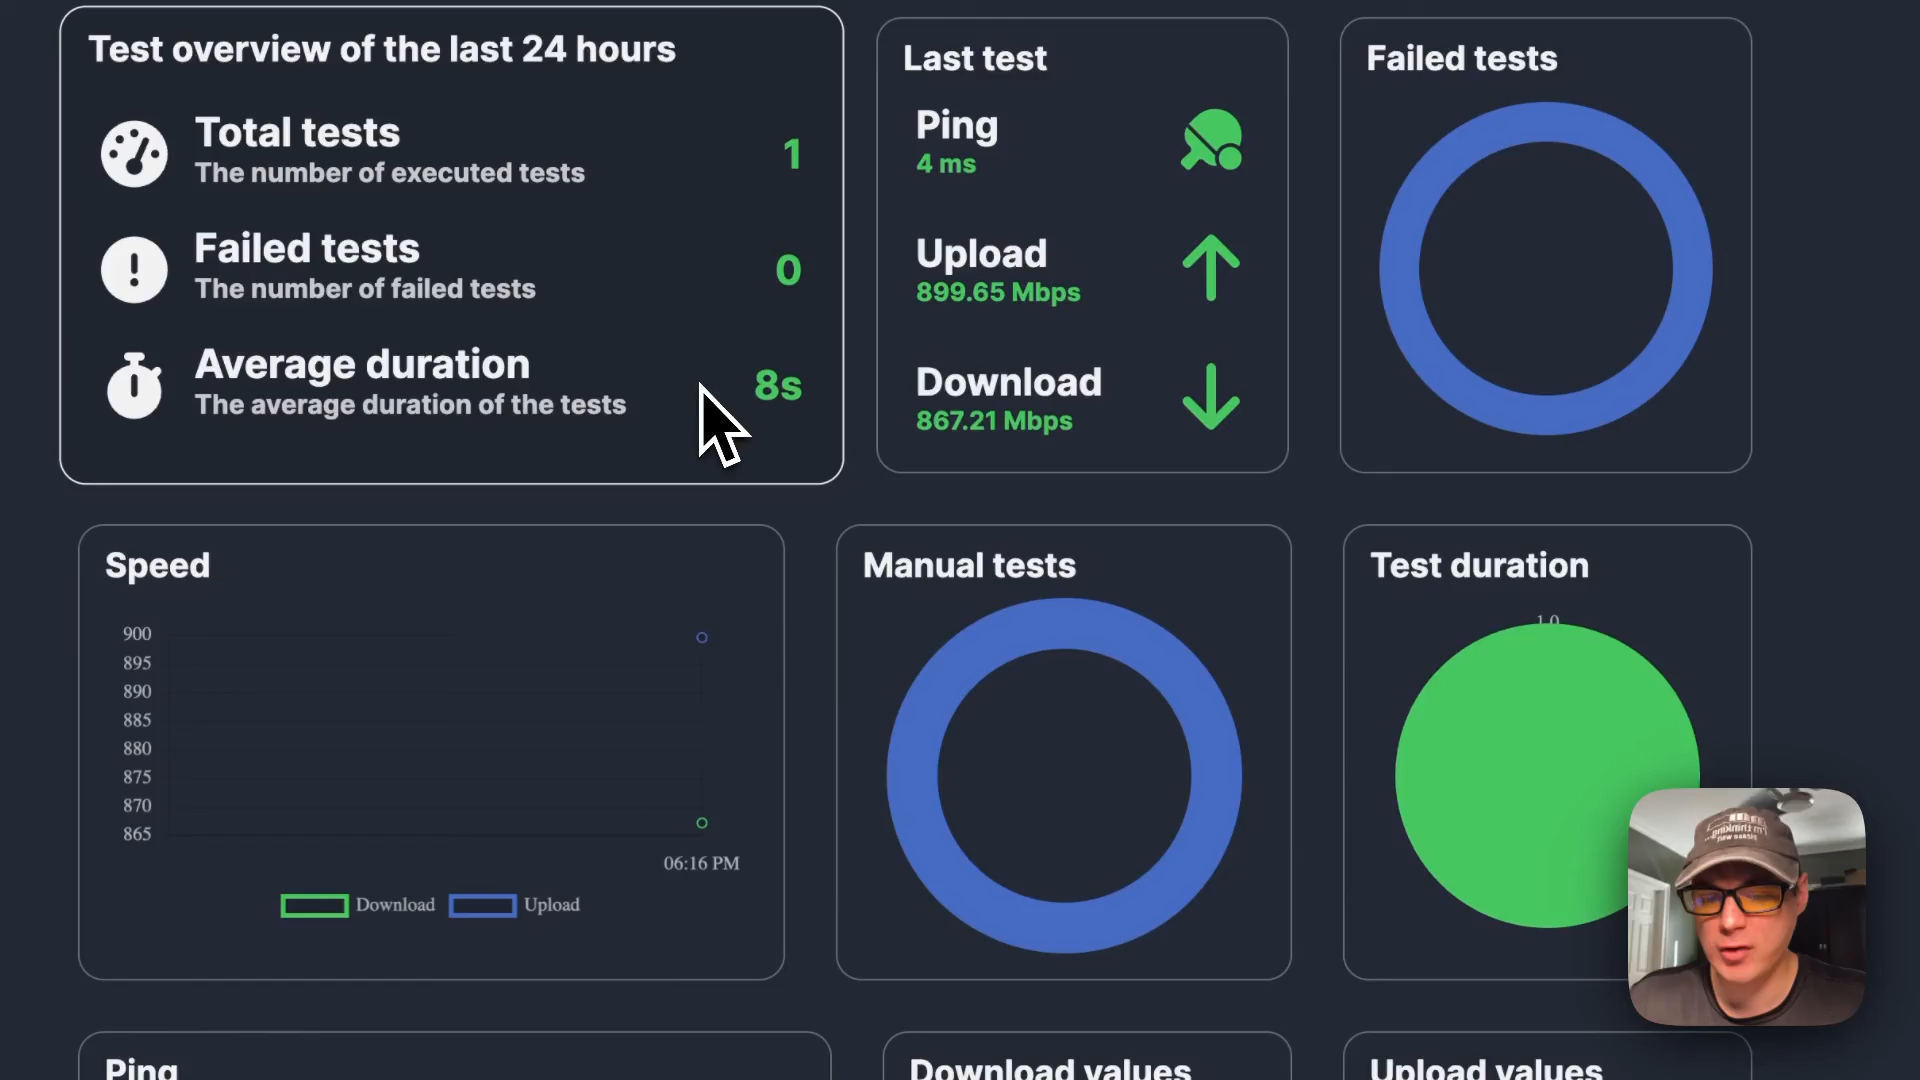 Test overview of the last 24 hours
Total tests
The number of executed tests
1
Failed tests
The number of failed tests
0
Average duration
The average duration of the tests
8s
Last test
Ping
4 ms
Upload
899.65 Mbps
Download
867.21 Mbps
Failed tests
Speed
900
895
890
885
880
875
870
865
06:16 PM
Download
Upload
Manual tests
Test duration
1.0
Ping
Download values
Upload values